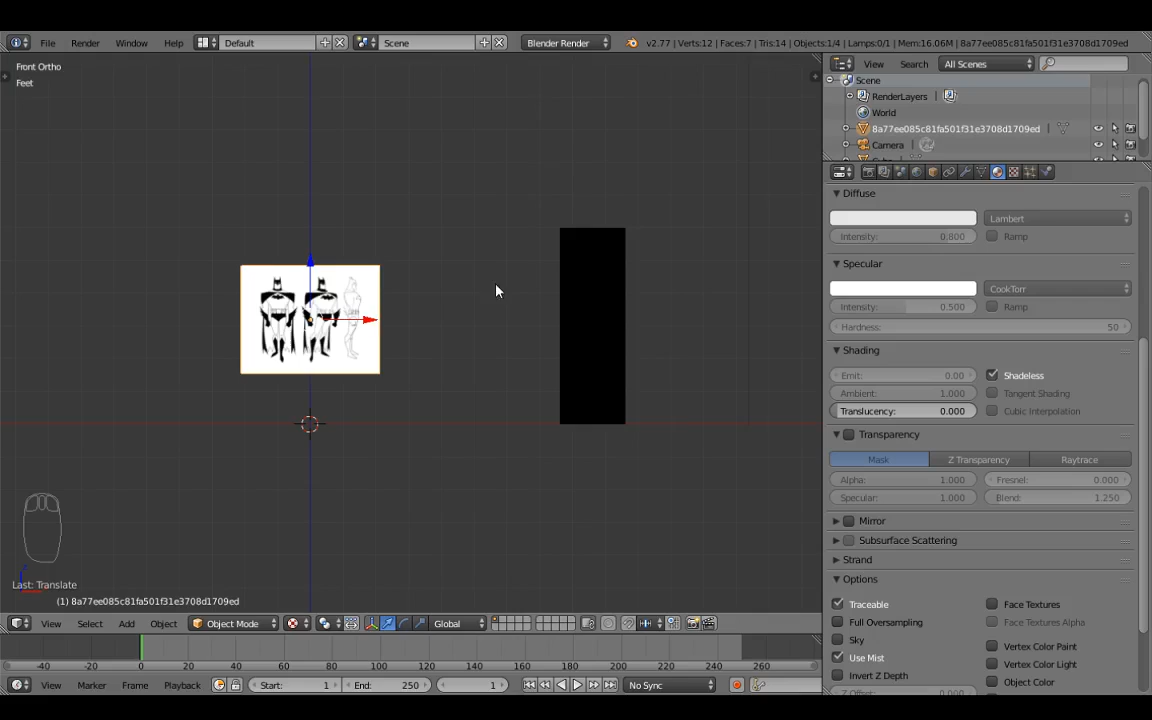 File Render Window Help Default Scene Blender Render v2.77 | Verts:12 | Faces:7 | Tris:14 | Objects:1/4 | Lamps:0/1 | Mem:16.06M | 8a77ee085c81fa501f31e3708d1709ed
Front Ortho
Feet
View Search All Scenes
Scene
RenderLayers
World
8a77ee085c81fa501f31e3708d1709ed
Camera
Diffuse
Lambert
Intensity: 0.800 Ramp
Specular
CookTorr
Intensity: 0.500 Ramp
Hardness: 50
Shading
Emit: 0.00 Shadeless
Ambient: 1.000 Tangent Shading
Translucency: 0.000 Cubic Interpolation
Transparency
Mask Z Transparency Raytrace
Alpha: 1.000 Fresnel: 0.000
Specular: 1.000 Blend: 1.250
Mirror
Subsurface Scattering
Strand
Options
Traceable Face Textures
Full Oversampling Face Textures Alpha
Sky Vertex Color Paint
Use Mist Vertex Color Light
Invert Z Depth Object Color
Last: Translate
(1) 8a77ee085c81fa501f31e3708d1709ed
View Select Add Object Object Mode Global
-40 -20 0 20 40 60 80 100 120 140 160 180 200 220 240 260
View Marker Frame Playback Start: 1 End: 250 1 No Sync